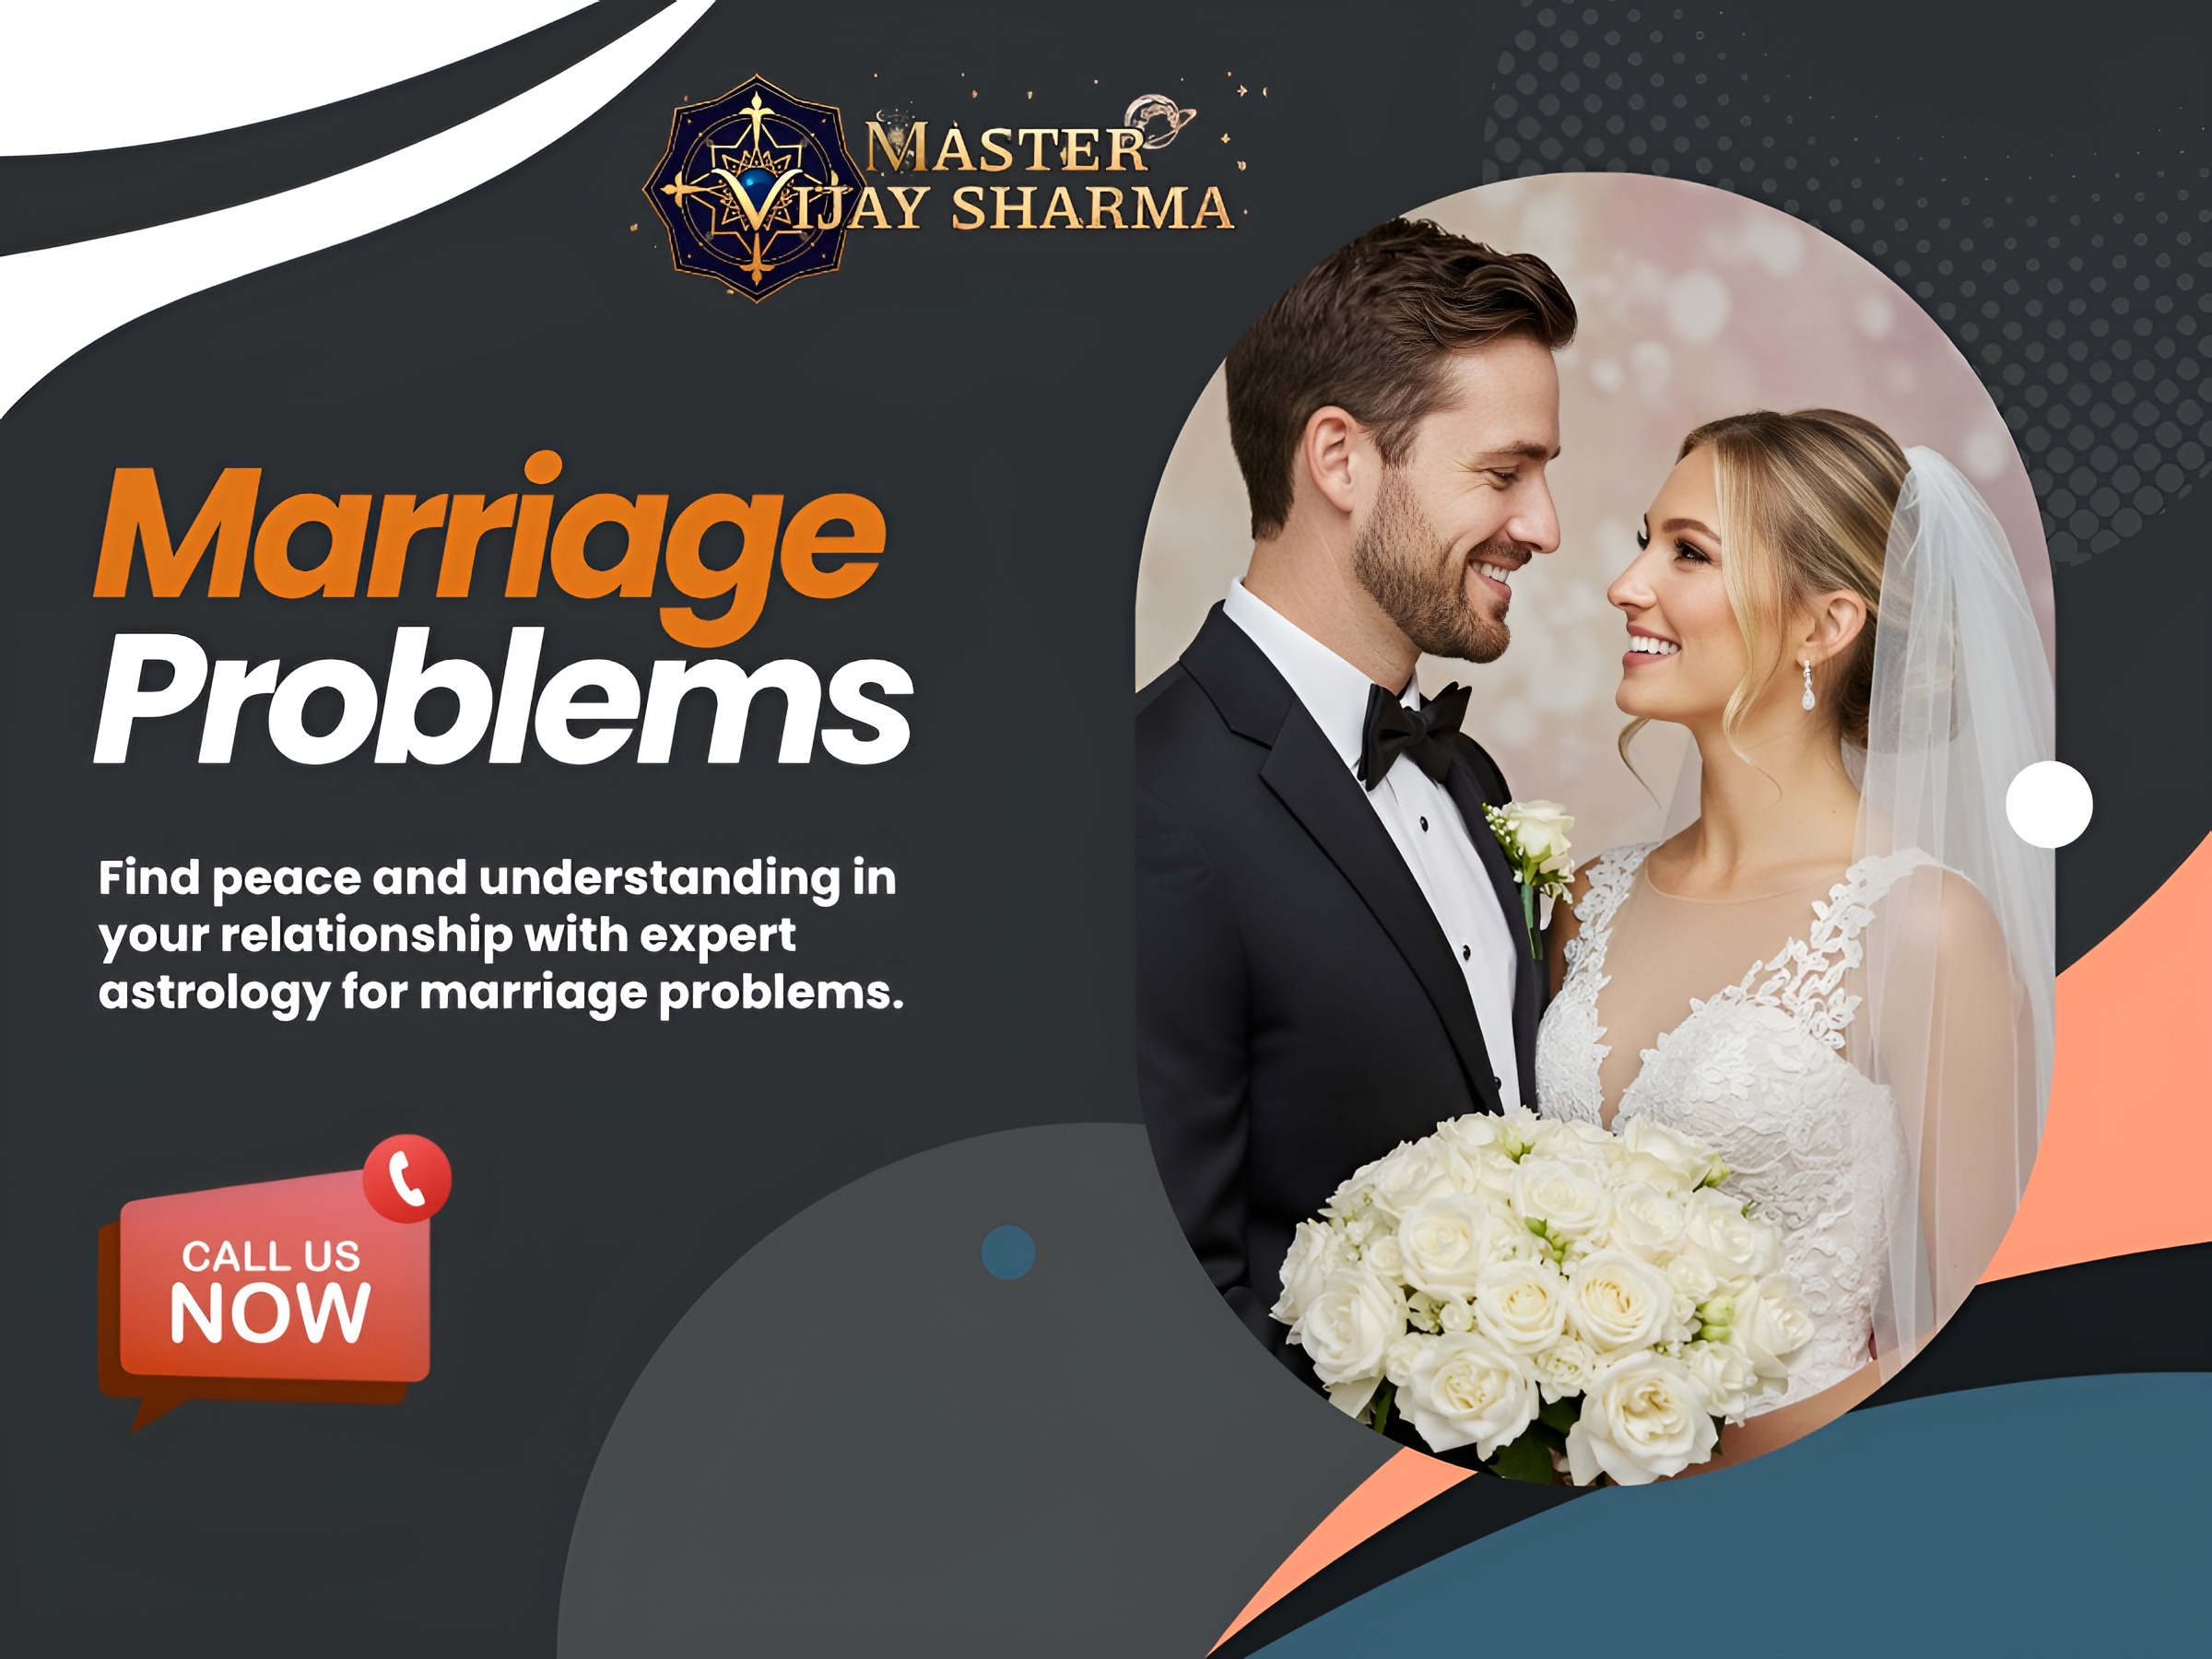 MASTER
VIJAY SHARMA
Marriage
Problems
Find peace and understanding in
your relationship with expert
astrology for marriage problems.
CALL US
NOW